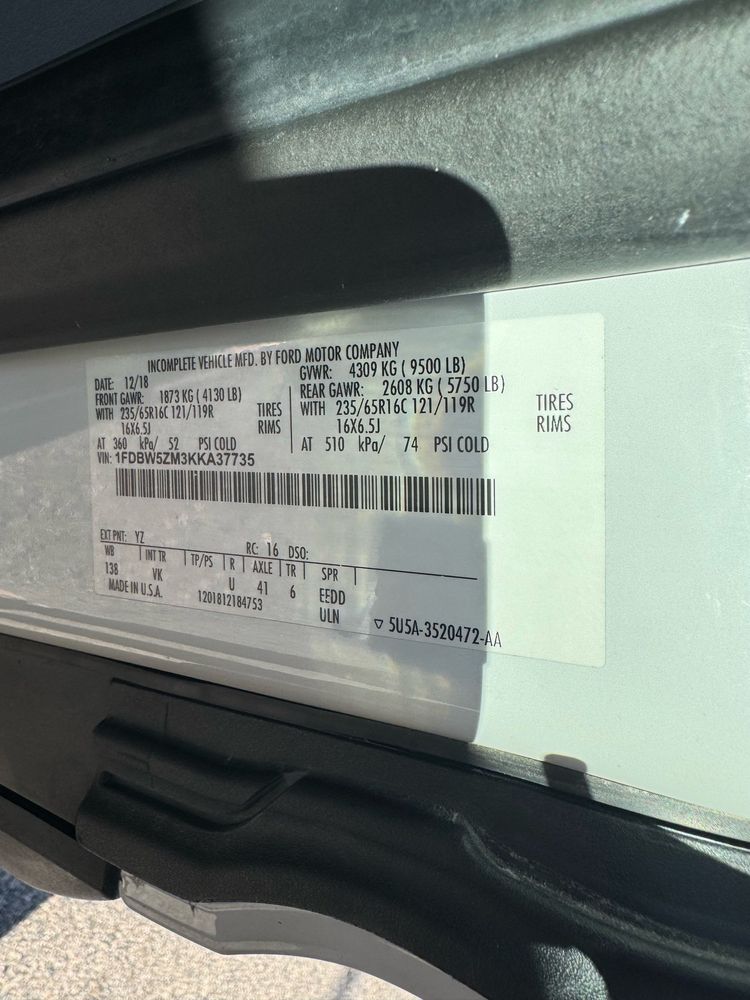 INCOMPLETE VEHICLE MFD. BY FORD MOTOR COMPANY
DATE: 12/18 GVWR: 4309 KG ( 9500 LB)
FRONT GAWR: 1873 KG ( 4130 LB) REAR GAWR: 2608 KG ( 5750 LB)
WITH 235/65R16C 121/119R TIRES WITH 235/65R16C 121/119R TIRES
16X6.5J RIMS 16X6.5J RIMS
AT 360 kPa/ 52 PSI COLD AT 510 kPa/ 74 PSI COLD
VIN: 1FDBW5ZM3KKA37735
EXT PNT: YZ RC: 16 DSO:
WB INT TR TP/PS R AXLE TR SPR
138 VK U 41 6 EEDD
MADE IN U.S.A. 1201812184753 ULN
▽ 5U5A-3520472-AA